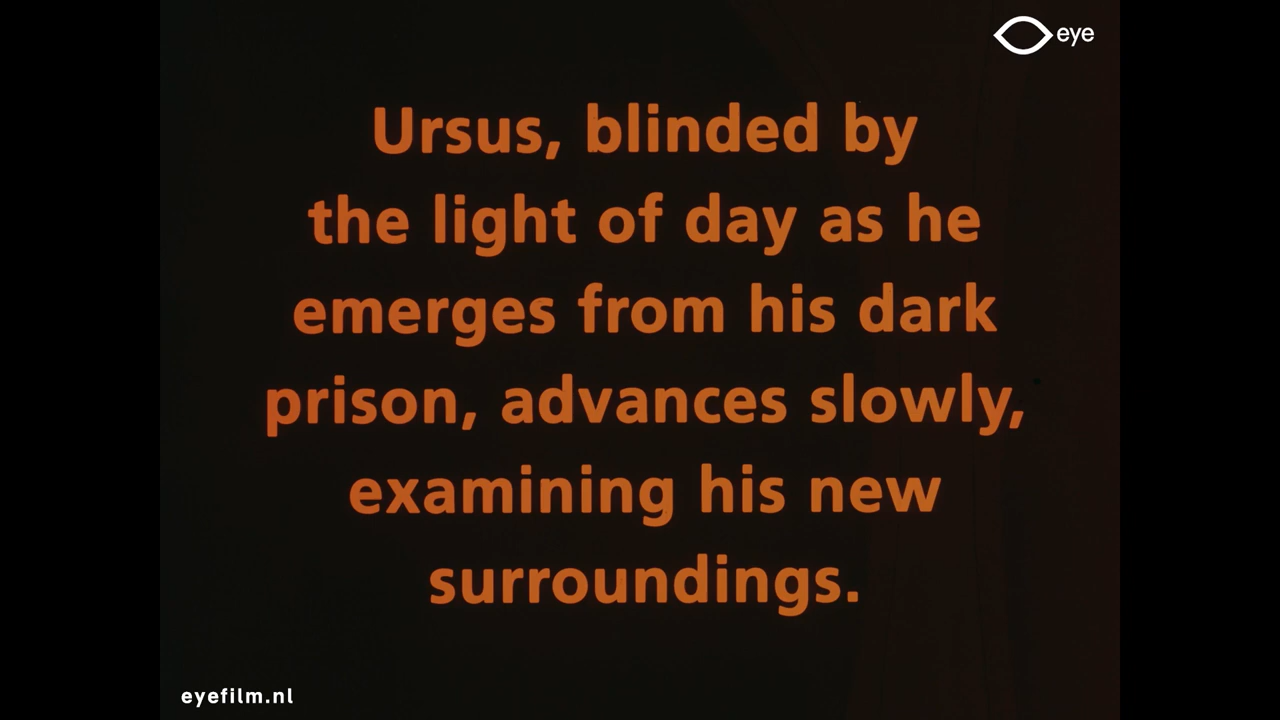 eye
Ursus, blinded by
the light of day as he
emerges from his dark
prison, advances slowly,
examining his new
surroundings.
eyefilm.nl